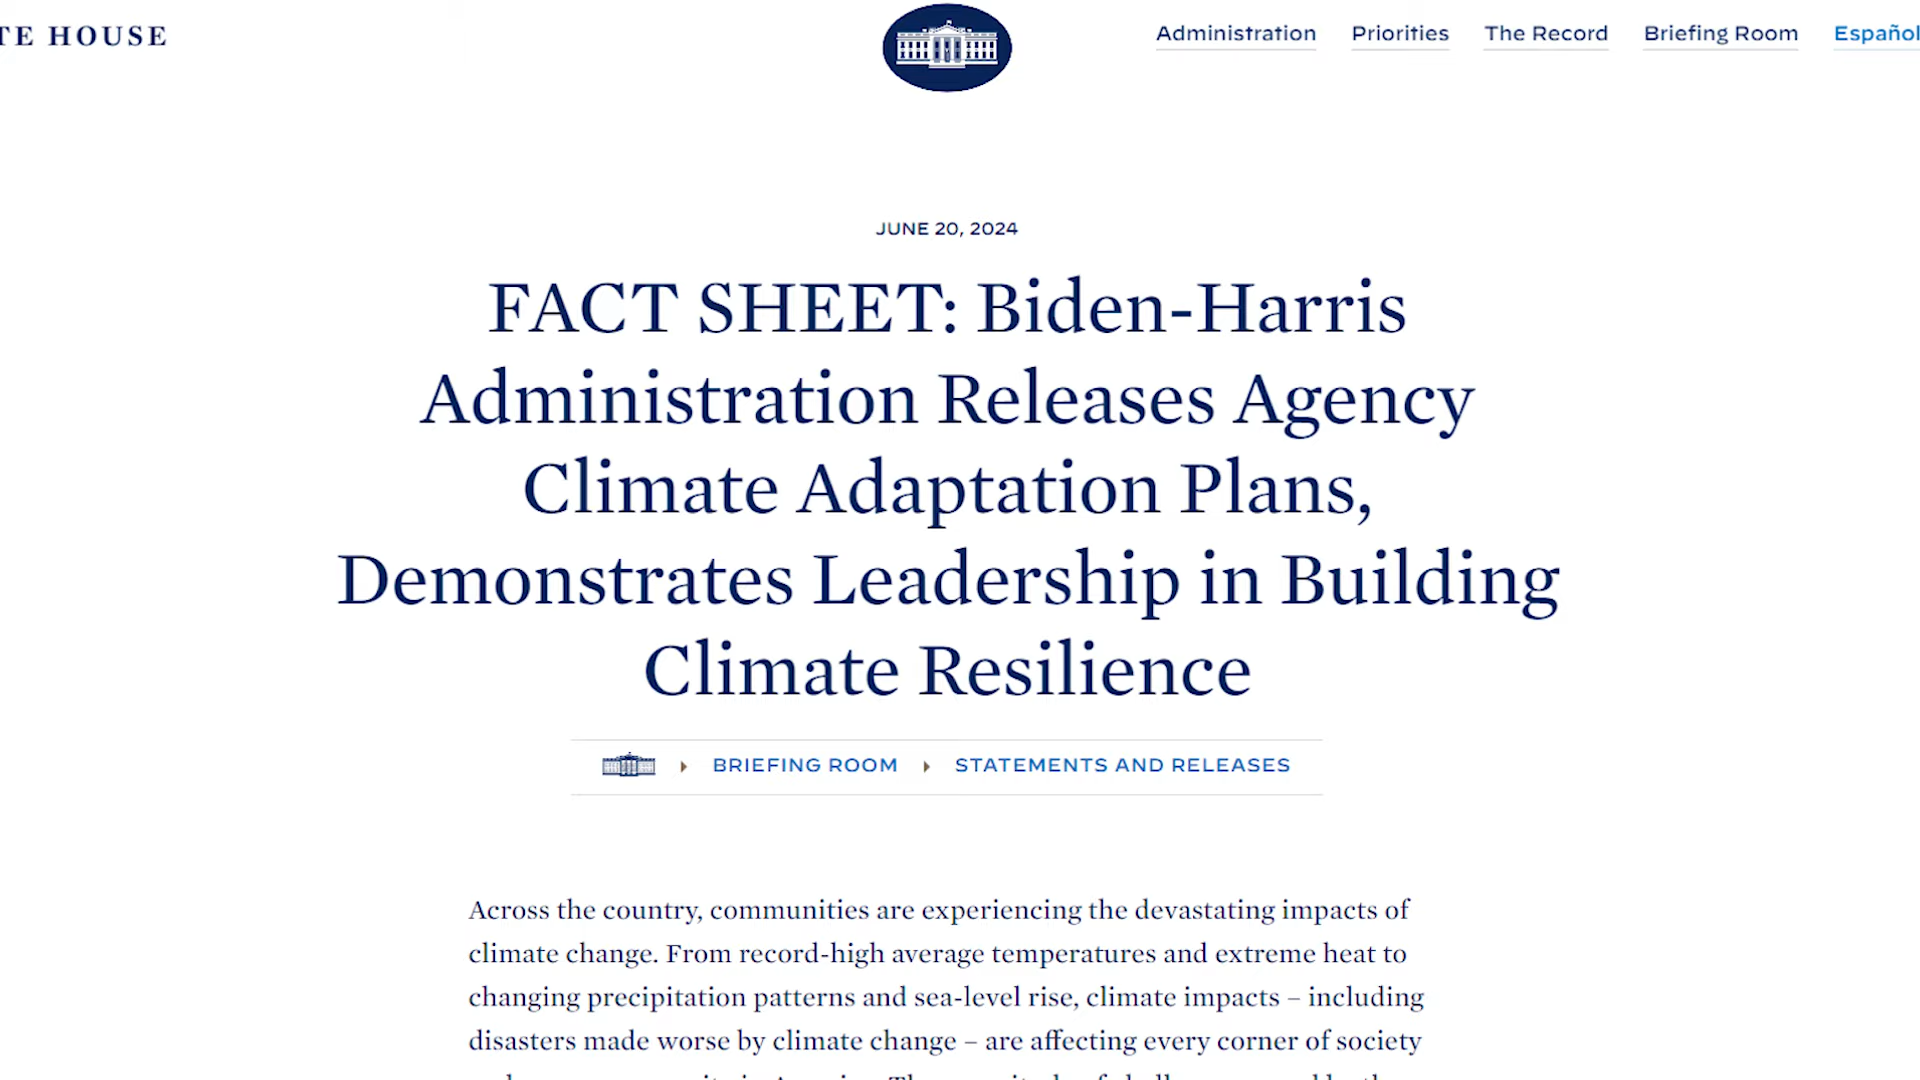 TE HOUSE
Administration
Priorities
The Record
Briefing Room
Español
JUNE 20, 2024
FACT SHEET: Biden-Harris
Administration Releases Agency
Climate Adaptation Plans,
Demonstrates Leadership in Building
Climate Resilience
BRIEFING ROOM
STATEMENTS AND RELEASES
Across the country, communities are experiencing the devastating impacts of
climate change. From record-high average temperatures and extreme heat to
changing precipitation patterns and sea-level rise, climate impacts – including
disasters made worse by climate change – are affecting every corner of society